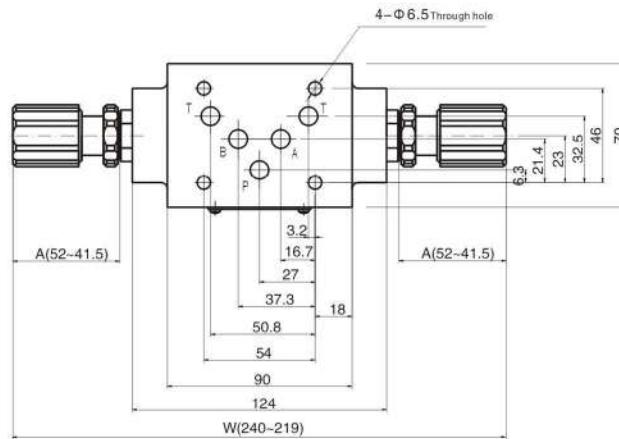 4-Φ6.5Through hole
T
T
B
A
P
6.3
21.4
23
32.5
46
70
3.2
16.7
27
37.3
18
50.8
54
90
124
A(52~41.5)
A(52~41.5)
W(240~219)